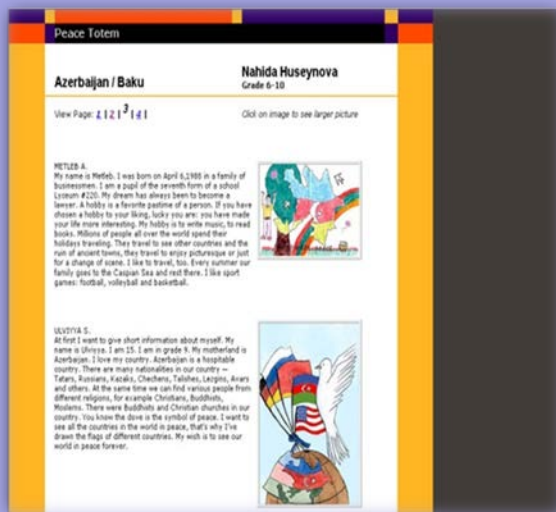 Peace Totem
Azerbaijan / Baku
Nahida Huseynova
Grade 6-10
View Page: 1 | 2 | 3 | 4 |
Click on image to see larger picture
METLEB A.
My name is Metleb. I was born on April 6,1988 in a family of
businessmen. I am a pupil of the seventh form of a school
Lyceum #220. My dream has always been to become a
lawyer. A hobby is a favorite pastime of a person. If you have
chosen a hobby to your liking, lucky you are: you have made
your life more interesting. My hobby is to write music, to read
books. Millions of people all over the world spend their
holidays traveling. They travel to see other countries and the
ruin of ancient towns, they travel to enjoy picturesque or just
for a change of scene. I like to travel, too. Every summer our
family goes to the Caspian Sea and rest there. I like sport
games: football, volleyball and basketball.
ULVIYYA S.
At first I want to give short information about myself. My
name is Ulviyya. I am 15. I am in grade 9. My motherland is
Azerbaijan. I love my country. Azerbaijan is a hospitable
country. There are many nationalities in our country —
Tatars, Russians, Kazaks, Chechens, Talishes, Lezgins, Avars
and others. At the same time we can find various people from
different religions, for example Christians, Buddhists,
Moslems. There were Buddhists and Christian churches in our
country. You know the dove is the symbol of peace. I want to
see all the countries in the world in peace, that's why I've
drawn the flags of different countries. My wish is to see our
world in peace forever.